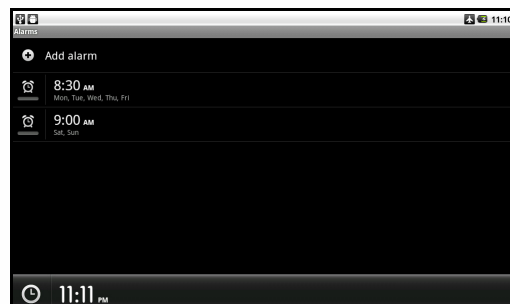 11:10
Alarms
Add alarm
8:30 AM
Mon, Tue, Wed, Thu, Fri
9:00 AM
Sat, Sun
11:11 PM